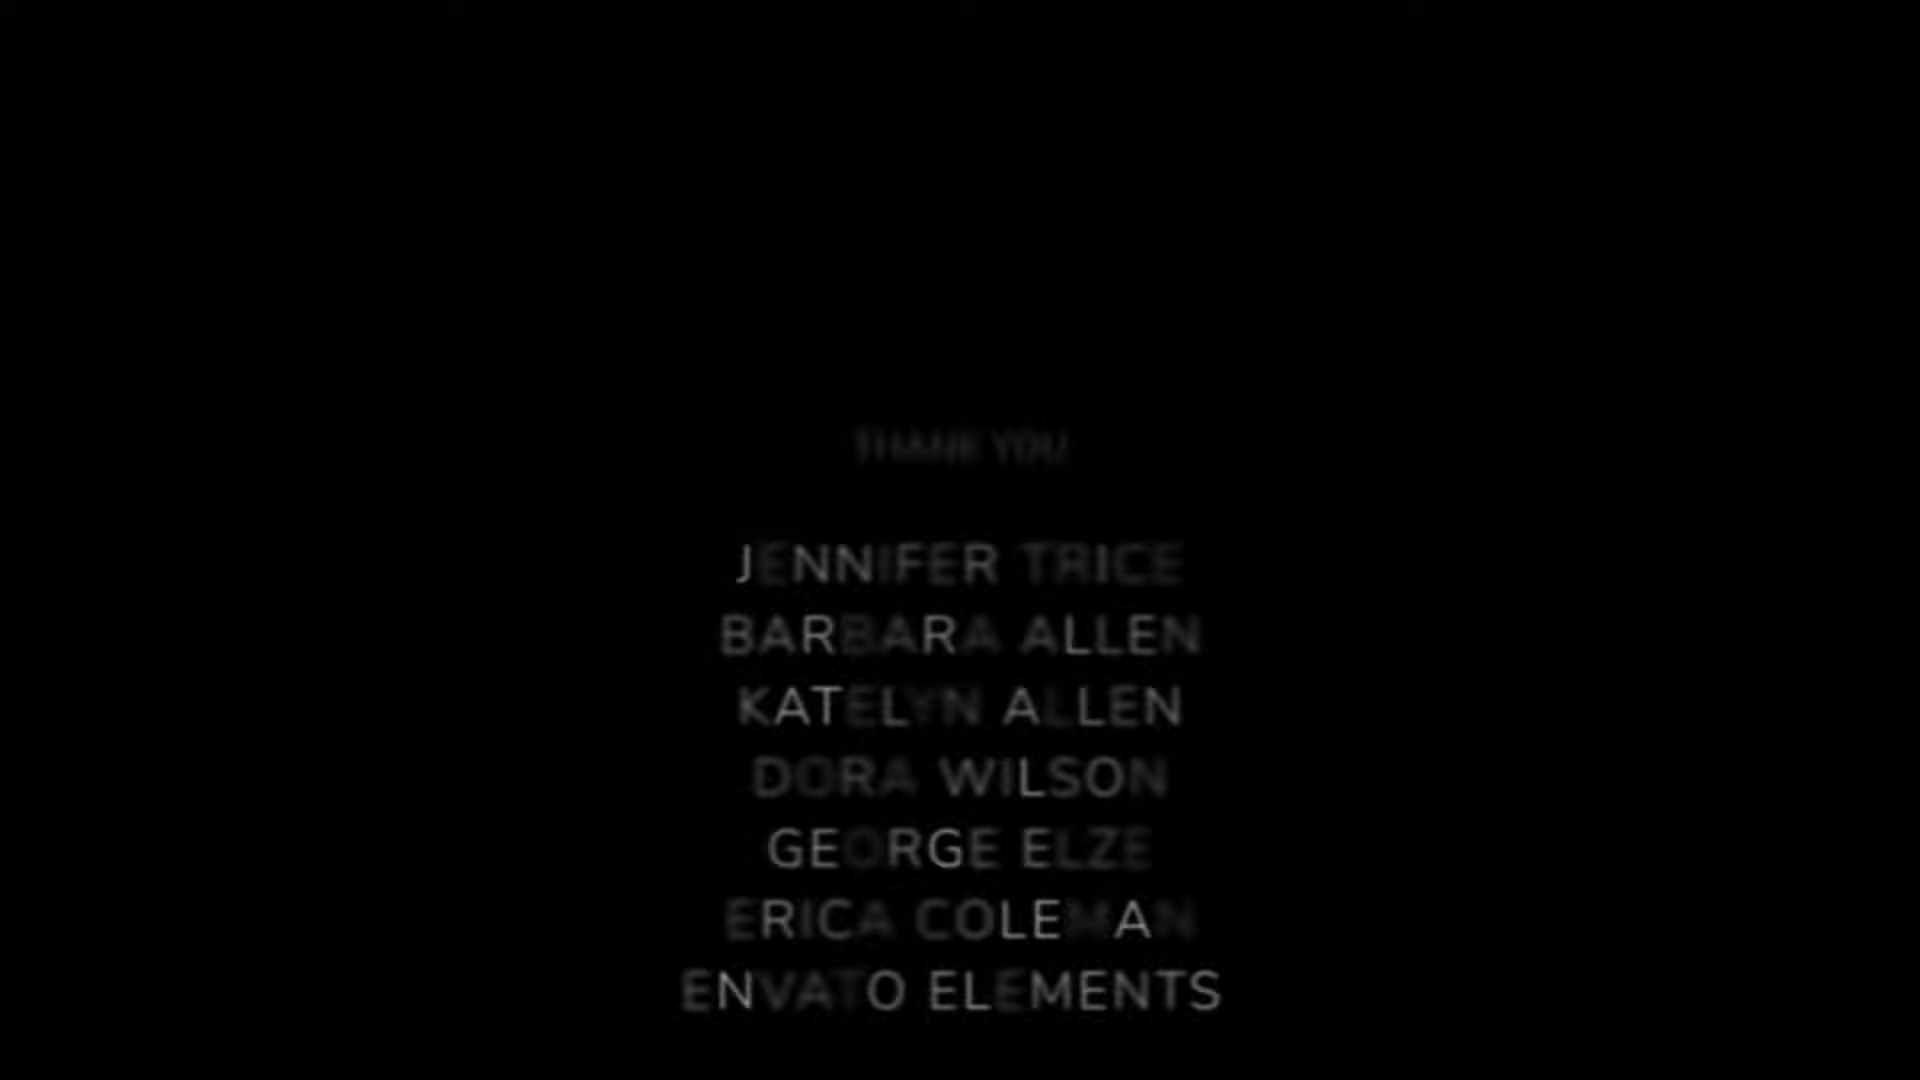 THANK YOU
JENNIFER TRICE
BARBARA ALLEN
KATELYN ALLEN
DORA WILSON
GEORGE ELZE
ERICA COLEMAN
ENVATO ELEMENTS